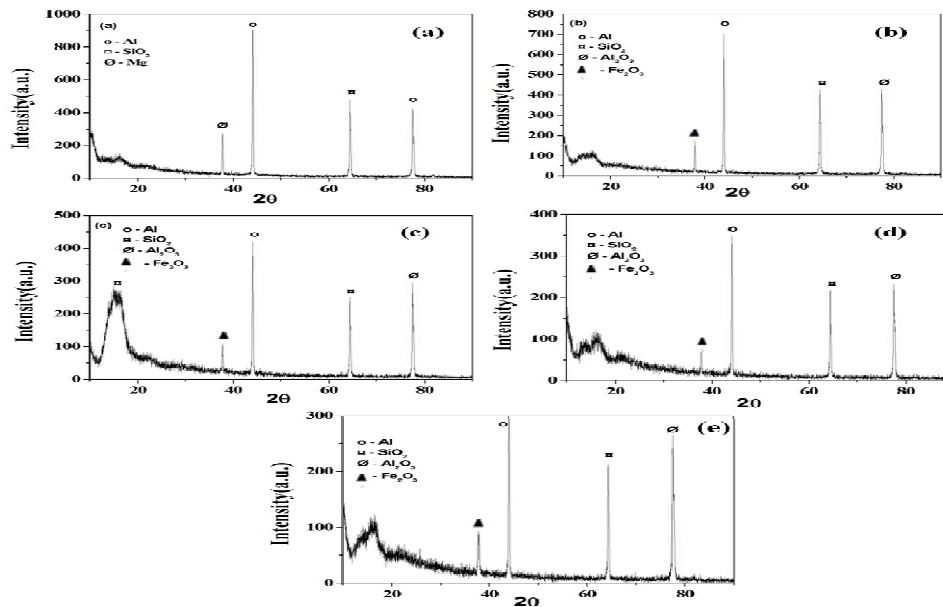 (a)
(a)
o - Al
¤ - SiO2
Ø - Mg
Ø
o
¤
o
Intensity(a.u.)
1000
800
600
400
200
0
20 40 60 80
2θ
(b)
(b)
o - Al
¤ - SiO2
Ø - Al2O3
▲ - Fe2O3
▲
o
¤
Ø
Intensity(a.u.)
800
700
600
500
400
300
200
100
0
20 40 60 80
2θ
(c)
(c)
o - Al
¤ - SiO2
Ø - Al2O3
▲ - Fe2O3
¤
▲
o
¤
Ø
Intensity(a.u.)
500
400
300
200
100
0
20 40 60 80
2θ
(d)
o - Al
¤ - SiO2
Ø - Al2O3
▲ - Fe2O3
▲
o
¤
Ø
Intensity(a.u.)
400
300
200
100
0
20 40 60 80
2θ
(e)
o - Al
¤ - SiO2
Ø - Al2O3
▲ - Fe2O3
▲
o
¤
Ø
Intensity(a.u.)
300
200
100
0
20 40 60 80
2θ